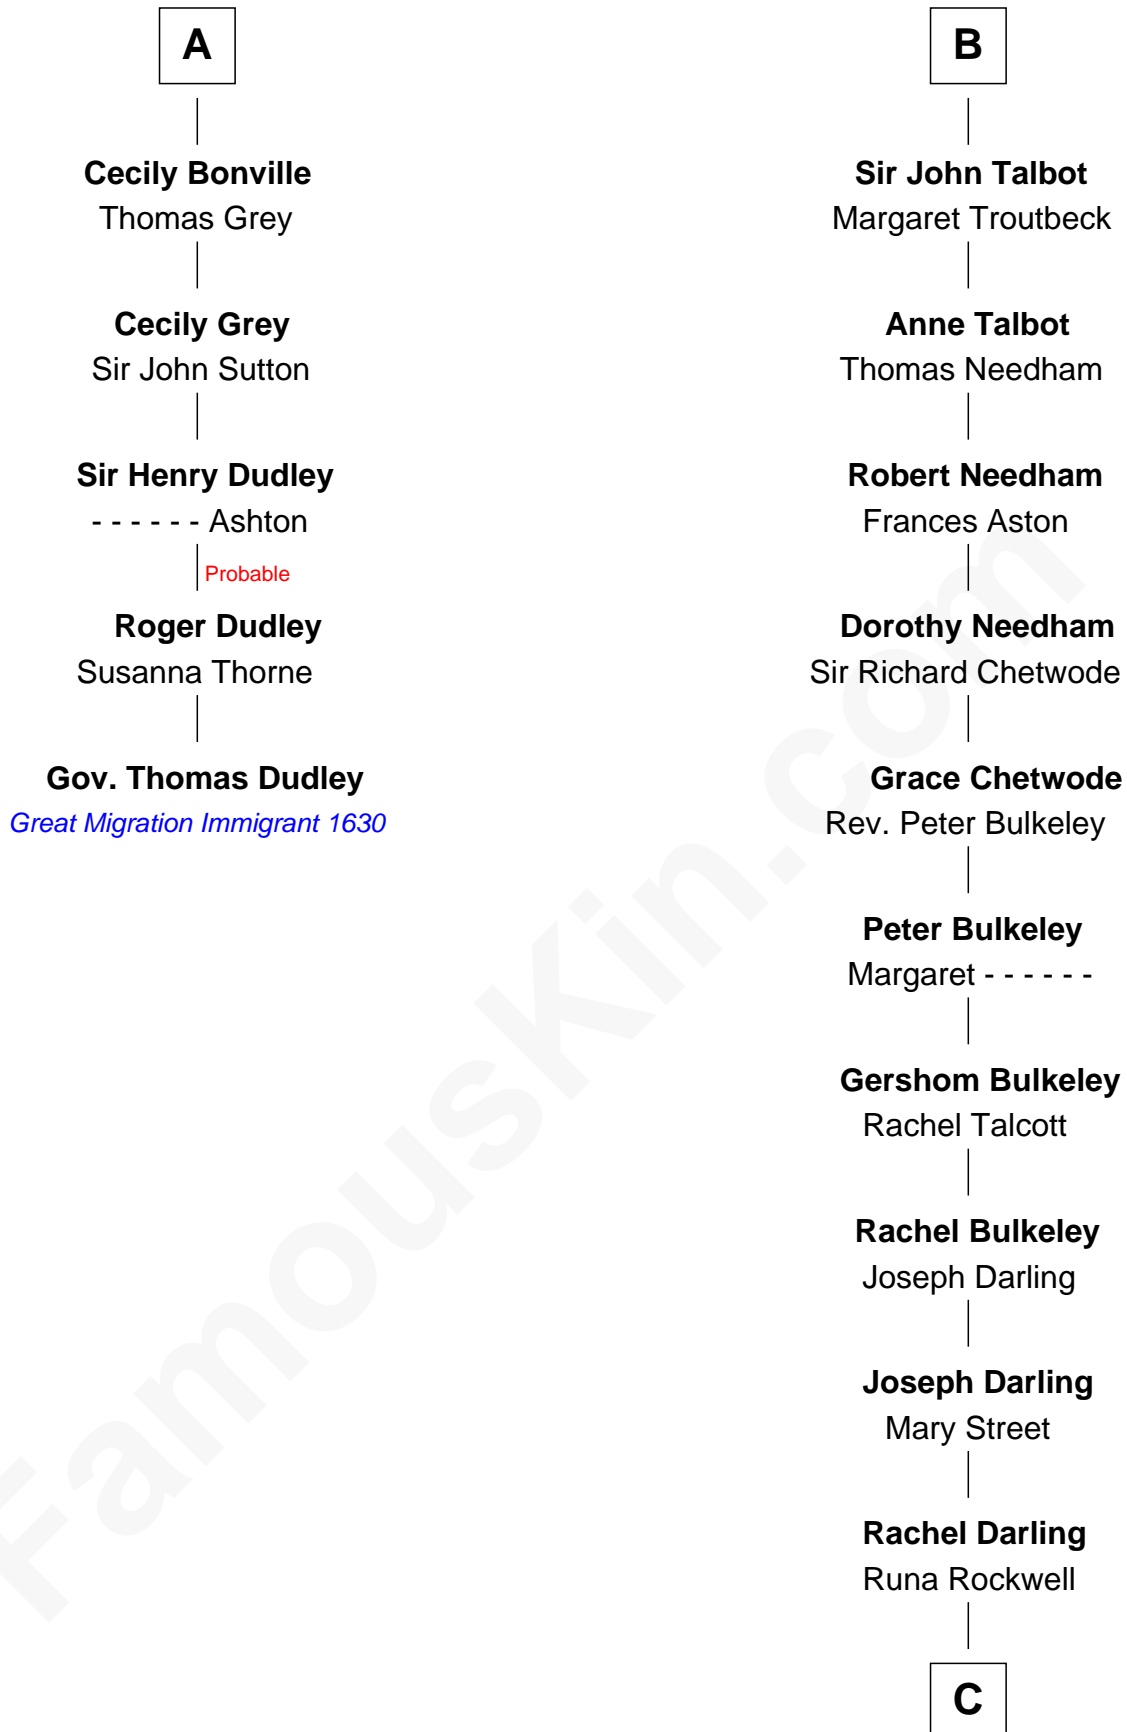 A
Cecily Bonville
Thomas Grey
Cecily Grey
Sir John Sutton
Sir Henry Dudley
- - - - - - Ashton
Probable
Roger Dudley
Susanna Thorne
Gov. Thomas Dudley
Great Migration Immigrant 1630
B
Sir John Talbot
Margaret Troutbeck
Anne Talbot
Thomas Needham
Robert Needham
Frances Aston
Dorothy Needham
Sir Richard Chetwode
Grace Chetwode
Rev. Peter Bulkeley
Peter Bulkeley
Margaret - - - - - -
Gershom Bulkeley
Rachel Talcott
Rachel Bulkeley
Joseph Darling
Joseph Darling
Mary Street
Rachel Darling
Runa Rockwell
C
FamousKin.com